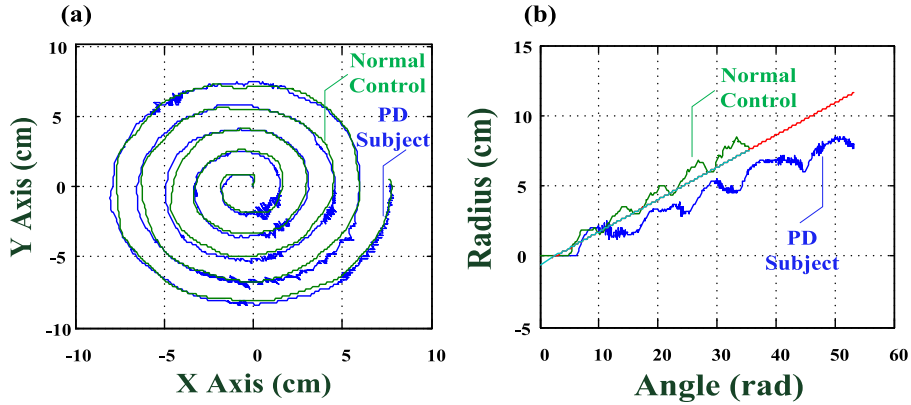 (a)
10
5
0
-5
-10
-10
-5
0
5
10
Y Axis (cm)
X Axis (cm)
Normal
Control
PD
Subject
(b)
15
10
5
0
-5
0
10
20
30
40
50
60
Radius (cm)
Angle (rad)
Normal
Control
PD
Subject